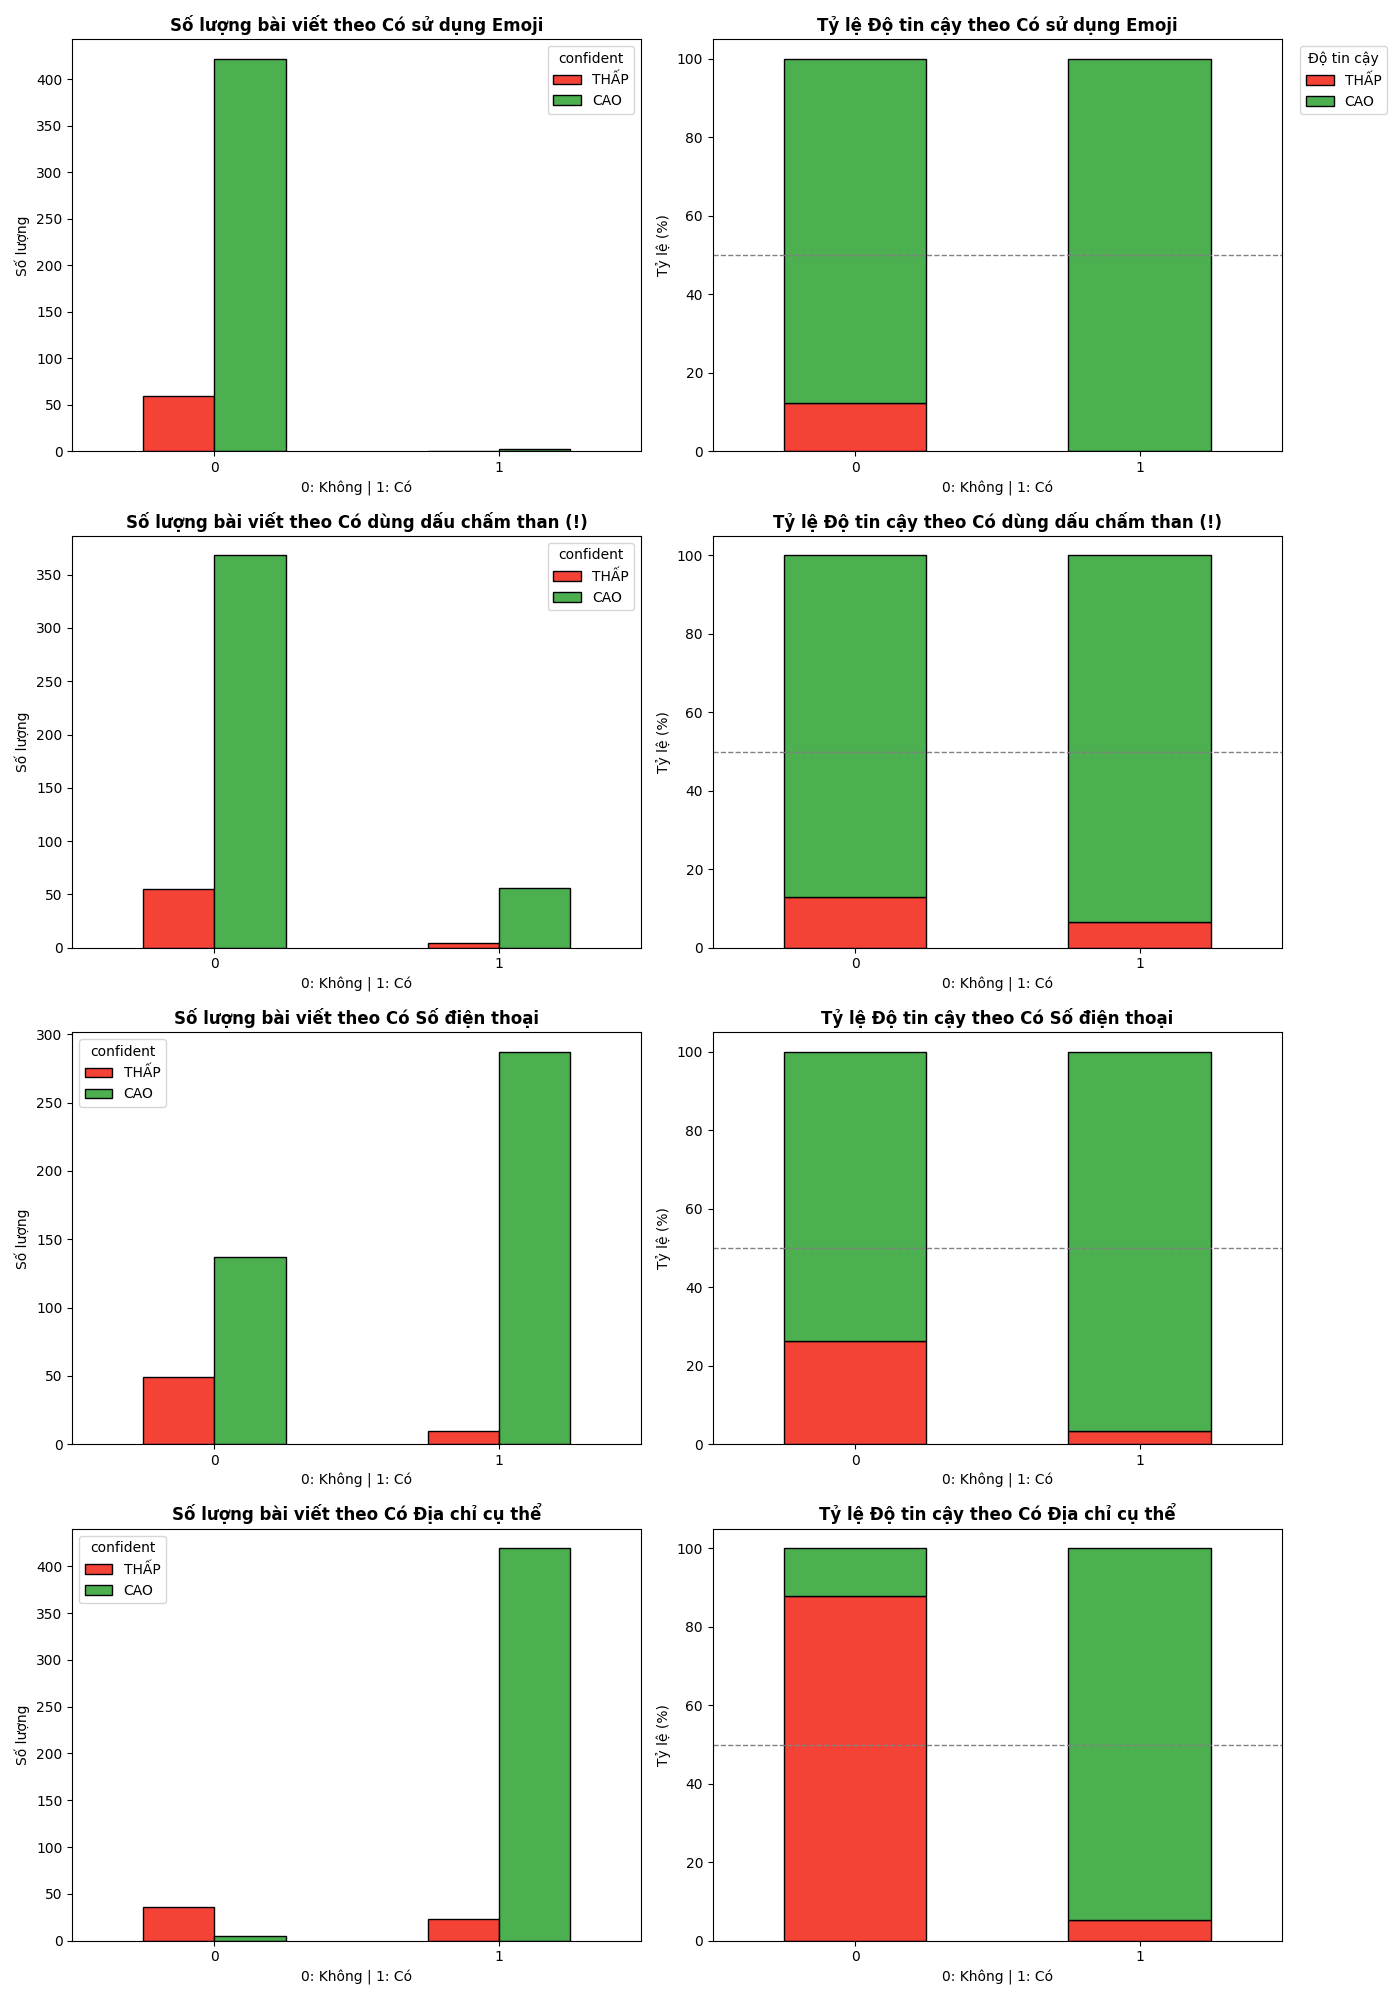 Số lượng bài viết theo Có sử dụng Emoji
confident
THẤP
CAO
400
350
300
250
200
150
100
50
0
Số lượng
0 1
0: Không | 1: Có
Tỷ lệ Độ tin cậy theo Có sử dụng Emoji
Độ tin cậy
THẤP
CAO
100
80
60
40
20
0
Tỷ lệ (%)
0 1
0: Không | 1: Có
Số lượng bài viết theo Có dùng dấu chấm than (!)
confident
THẤP
CAO
350
300
250
200
150
100
50
0
Số lượng
0 1
0: Không | 1: Có
Tỷ lệ Độ tin cậy theo Có dùng dấu chấm than (!)
100
80
60
40
20
0
Tỷ lệ (%)
0 1
0: Không | 1: Có
Số lượng bài viết theo Có Số điện thoại
confident
THẤP
CAO
300
250
200
150
100
50
0
Số lượng
0 1
0: Không | 1: Có
Tỷ lệ Độ tin cậy theo Có Số điện thoại
100
80
60
40
20
0
Tỷ lệ (%)
0 1
0: Không | 1: Có
Số lượng bài viết theo Có Địa chỉ cụ thể
confident
THẤP
CAO
400
350
300
250
200
150
100
50
0
Số lượng
0 1
0: Không | 1: Có
Tỷ lệ Độ tin cậy theo Có Địa chỉ cụ thể
100
80
60
40
20
0
Tỷ lệ (%)
0 1
0: Không | 1: Có